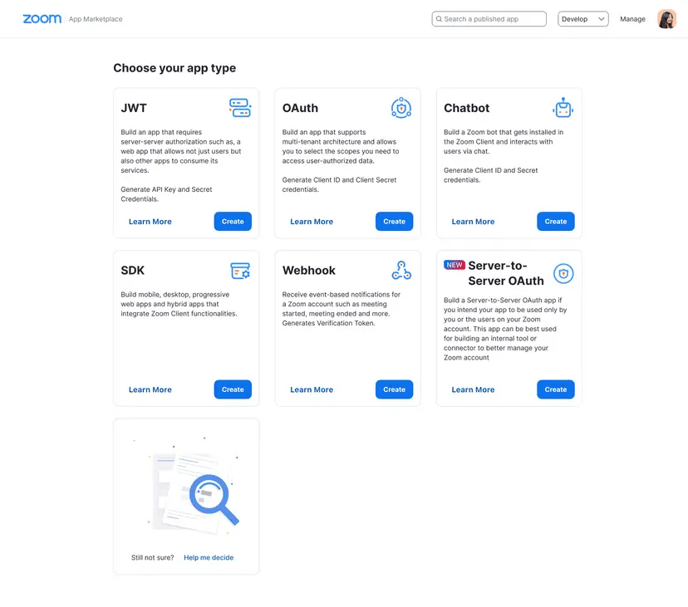 zoom App Marketplace
Search a published app
Develop
Manage
Choose your app type
JWT
Build an app that requires
server-server authorization such as, a
web app that allows not just users but
also other apps to consume its
services.
Generate API Key and Secret
Credentials.
Learn More
Create
OAuth
Build an app that supports
multi-tenant architecture and allows
you to select the scopes you need to
access user-authorized data.
Generate Client ID and Client Secret
credentials.
Learn More
Create
Chatbot
Build a Zoom bot that gets installed in
the Zoom Client and interacts with
users via chat.
Generate Client ID and Secret
credentials.
Learn More
Create
SDK
Build mobile, desktop, progressive
web apps and hybrid apps that
integrate Zoom Client functionalities.
Learn More
Create
Webhook
Receive event-based notifications for
a Zoom account such as meeting
started, meeting ended and more.
Generates Verification Token.
Learn More
Create
NEW Server-to-
Server OAuth
Build a Server-to-Server OAuth app if
you intend your app to be used only by
you or the users on your Zoom
account. This app can be best used
for building an internal tool or
connector to better manage your
Zoom account
Learn More
Create
Still not sure? Help me decide